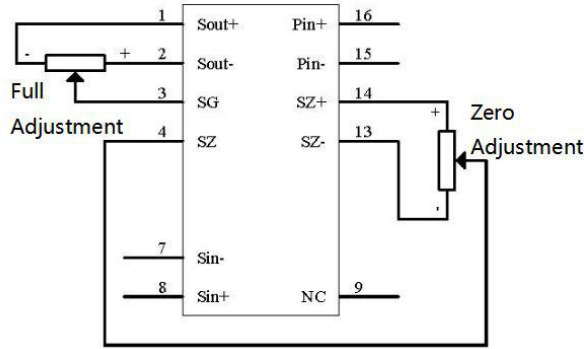 1 Sout+ Pin+ 16
- + 2 Sout- Pin- 15
Full
Adjustment
3 SG SZ+ 14
+ Zero
Adjustment
4 SZ SZ- 13
-
7 Sin-
8 Sin+ NC 9